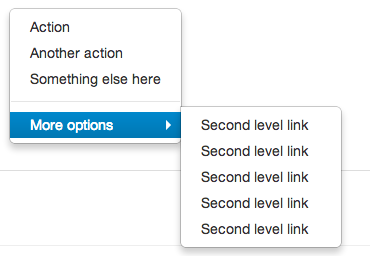 Action
Another action
Something else here
More options
Second level link
Second level link
Second level link
Second level link
Second level link